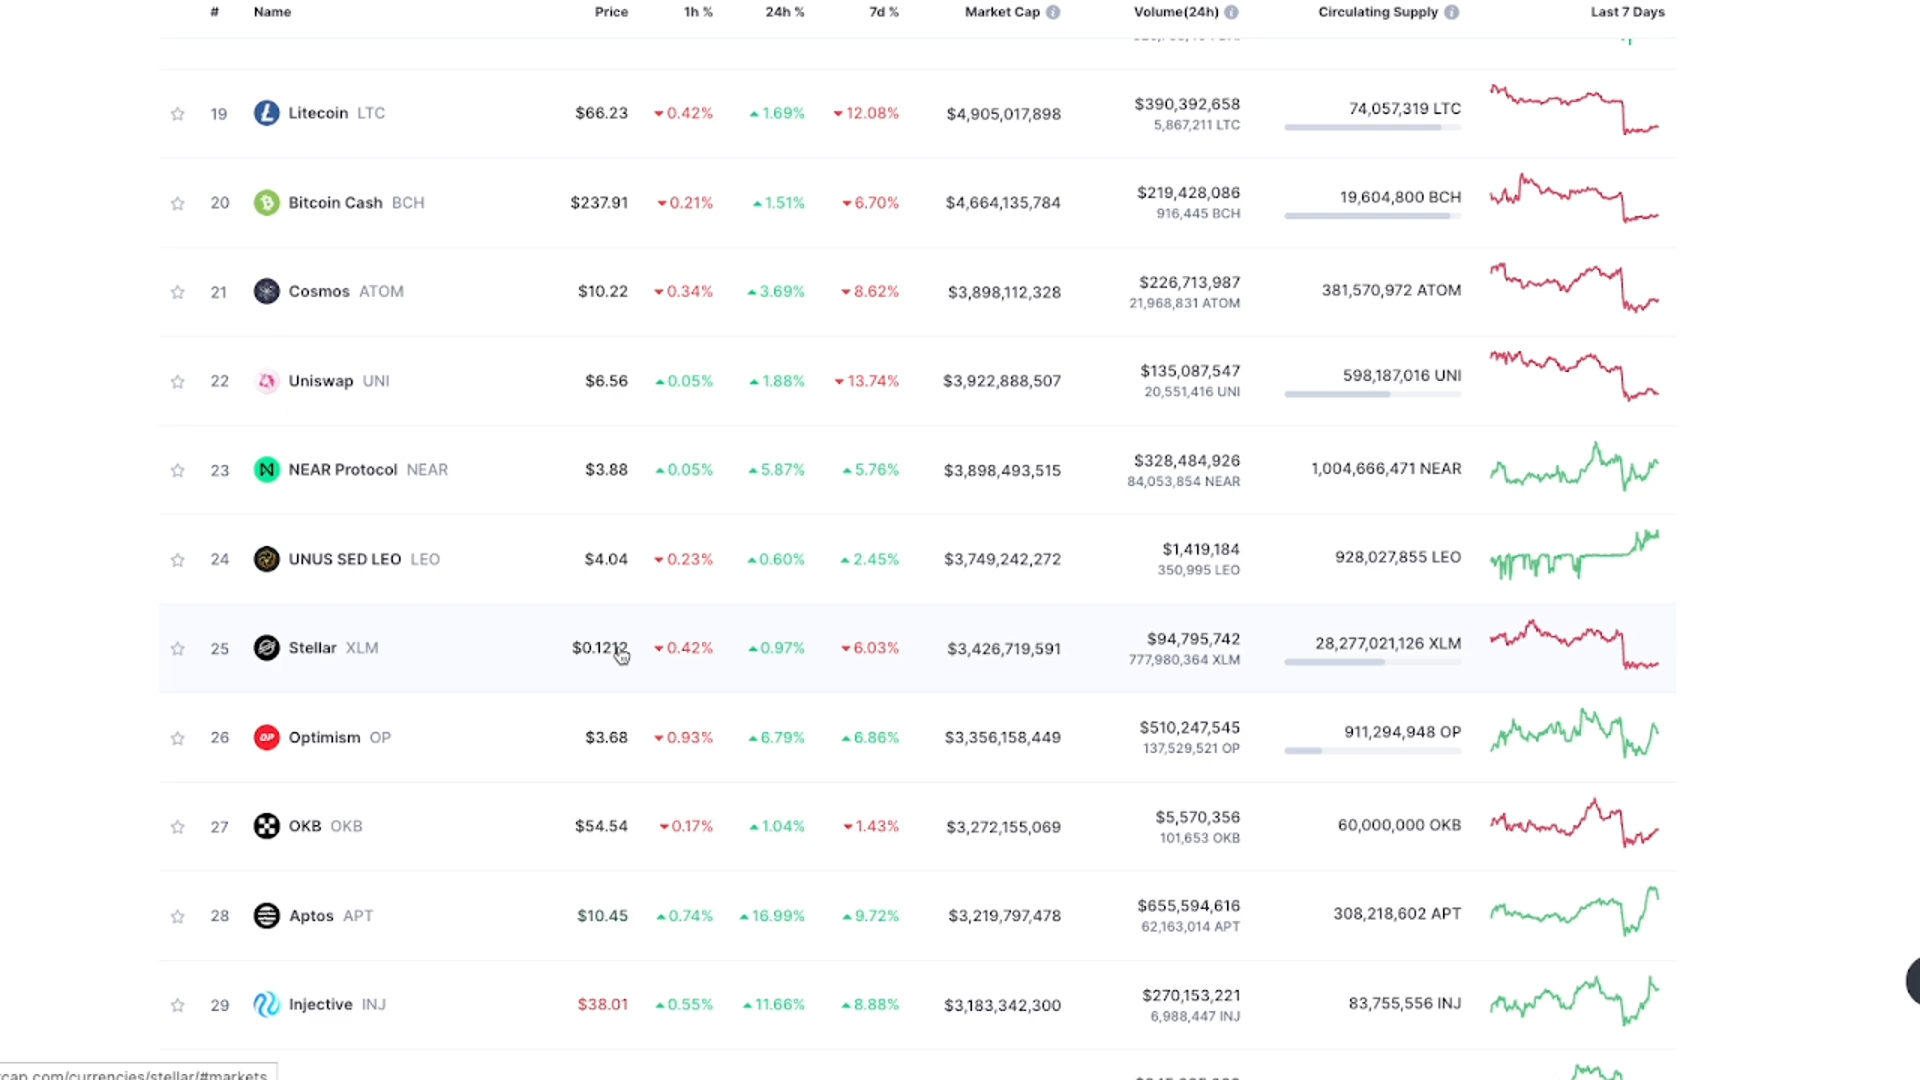 # Name Price 1h % 24h % 7d % Market Cap Volume(24h) Circulating Supply Last 7 Days
19 Litecoin LTC $66.23 0.42% 1.69% 12.08% $4,905,017,898 $390,392,658 74,057,319 LTC
5,867,211 LTC
20 Bitcoin Cash BCH $237.91 0.21% 1.51% 6.70% $4,664,135,784 $219,428,086 19,604,800 BCH
916,445 BCH
21 Cosmos ATOM $10.22 0.34% 3.69% 8.62% $3,898,112,328 $226,713,987 381,570,972 ATOM
21,968,831 ATOM
22 Uniswap UNI $6.56 0.05% 1.88% 13.74% $3,922,888,507 $135,087,547 598,187,016 UNI
20,551,416 UNI
23 NEAR Protocol NEAR $3.88 0.05% 5.87% 5.76% $3,898,493,515 $328,484,926 1,004,666,471 NEAR
84,053,854 NEAR
24 UNUS SED LEO LEO $4.04 0.23% 0.60% 2.45% $3,749,242,272 $1,419,184 928,027,855 LEO
350,995 LEO
25 Stellar XLM $0.1212 0.42% 0.97% 6.03% $3,426,719,591 $94,795,742 28,277,021,126 XLM
777,980,364 XLM
26 Optimism OP $3.68 0.93% 6.79% 6.86% $3,356,158,449 $510,247,545 911,294,948 OP
137,529,521 OP
27 OKB OKB $54.54 0.17% 1.04% 1.43% $3,272,155,069 $5,570,356 60,000,000 OKB
101,653 OKB
28 Aptos APT $10.45 0.74% 16.99% 9.72% $3,219,797,478 $655,594,616 308,218,602 APT
62,163,014 APT
29 Injective INJ $38.01 0.55% 11.66% 8.88% $3,183,342,300 $270,153,221 83,755,556 INJ
6,988,447 INJ
cap.com/currencies/stellar/#markets